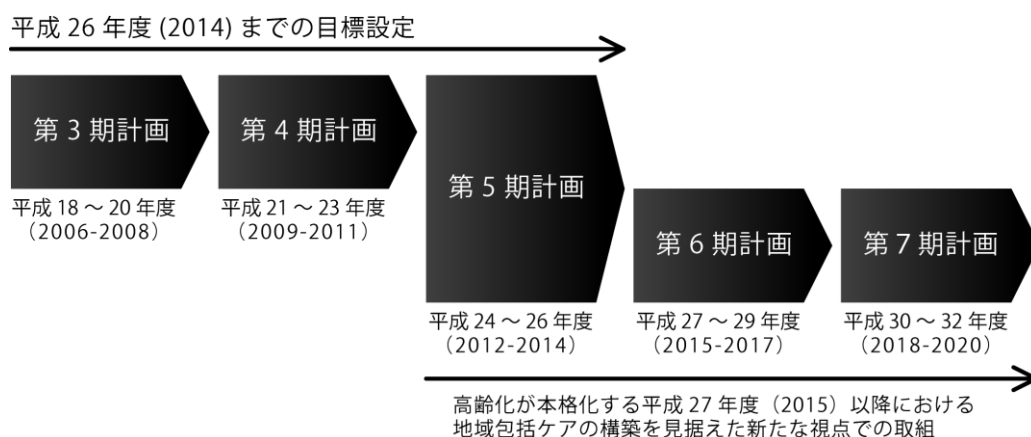 平成 26 年度 (2014) までの目標設定
第 3 期計画
平成 18 ～ 20 年度
（2006-2008）
第 4 期計画
平成 21 ～ 23 年度
（2009-2011）
第 5 期計画
平成 24 ～ 26 年度
（2012-2014）
第 6 期計画
平成 27 ～ 29 年度
（2015-2017）
第 7 期計画
平成 30 ～ 32 年度
（2018-2020）
高齢化が本格化する平成 27 年度（2015）以降における
地域包括ケアの構築を見据えた新たな視点での取組